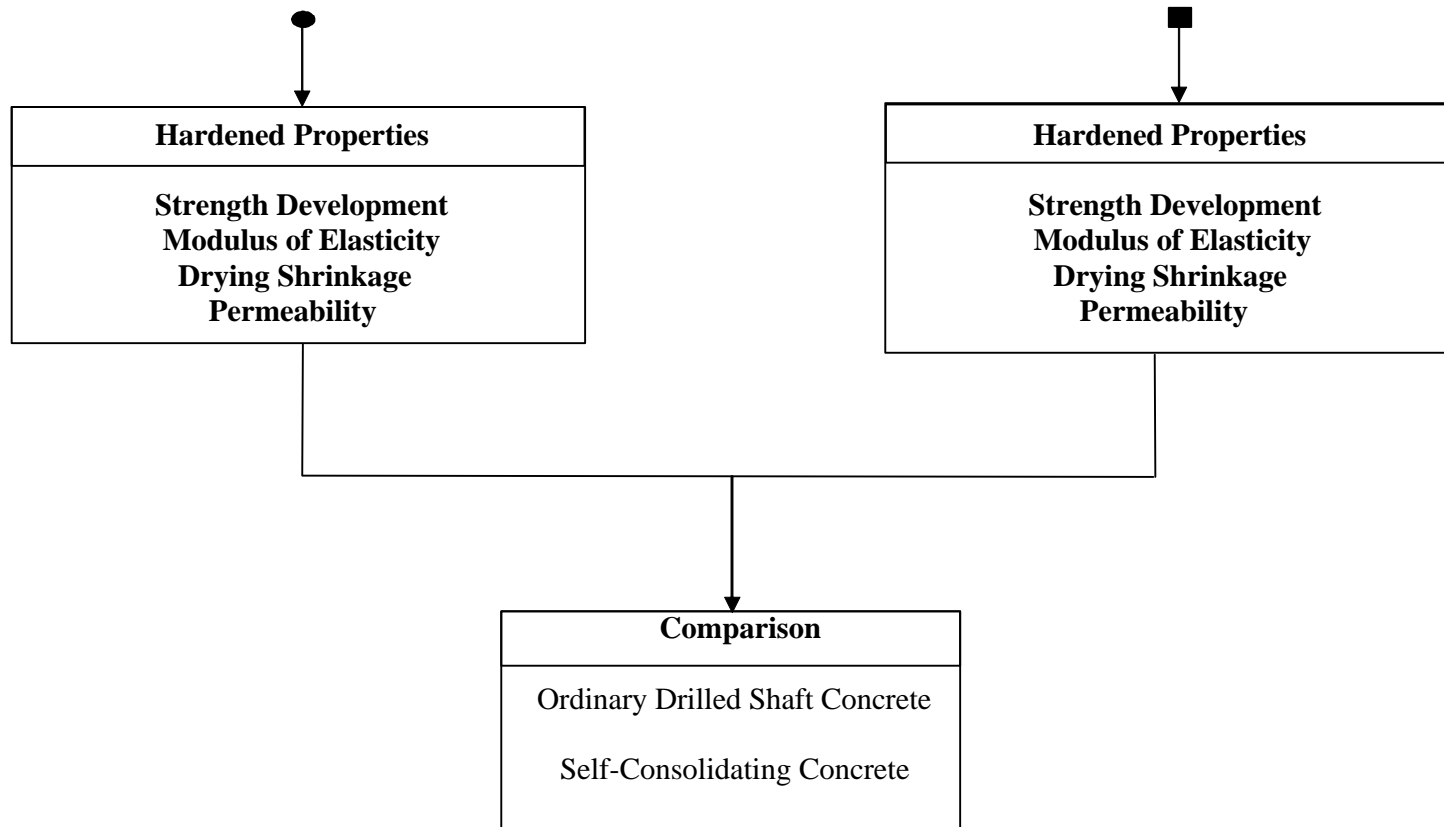 Hardened Properties
Strength Development
Modulus of Elasticity
Drying Shrinkage
Permeability
Hardened Properties
Strength Development
Modulus of Elasticity
Drying Shrinkage
Permeability
Comparison
Ordinary Drilled Shaft Concrete
Self-Consolidating Concrete